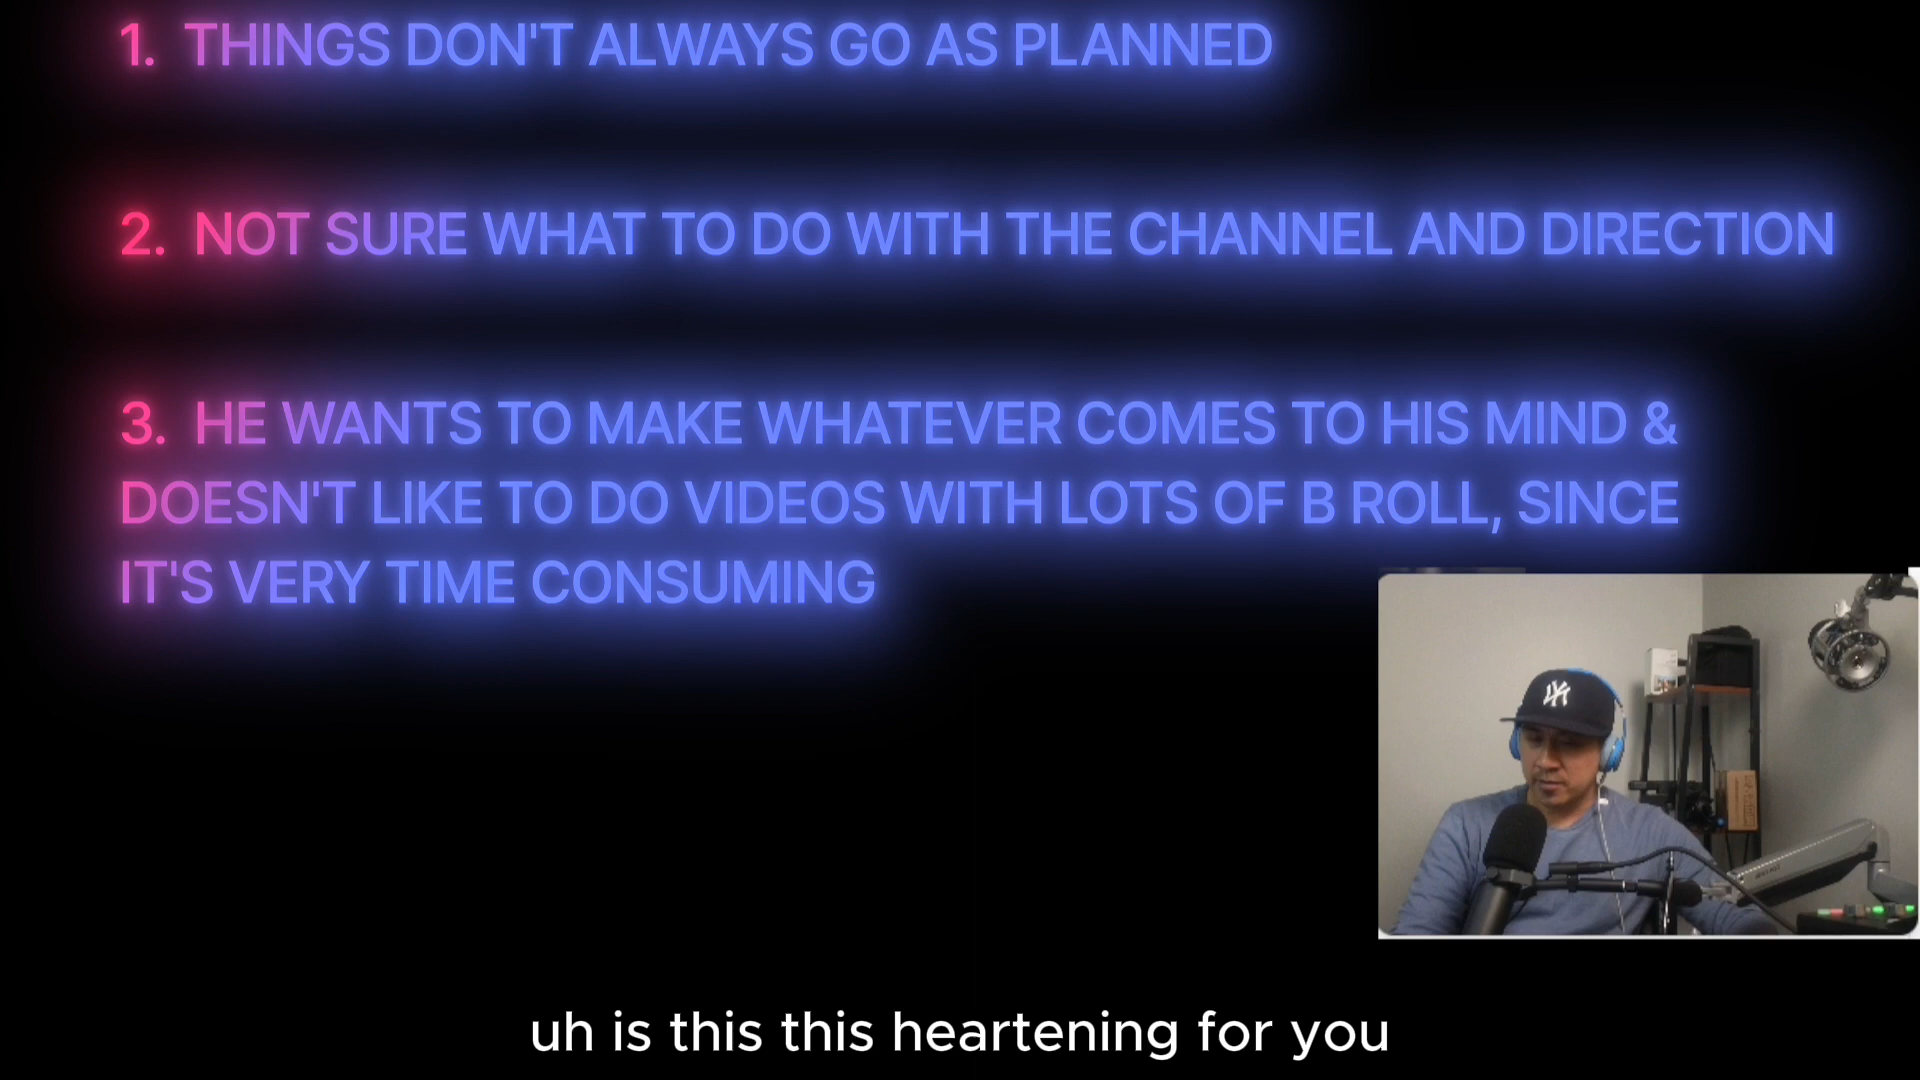 1. THINGS DON'T ALWAYS GO AS PLANNED
2. NOT SURE WHAT TO DO WITH THE CHANNEL AND DIRECTION
3. HE WANTS TO MAKE WHATEVER COMES TO HIS MIND &
DOESN'T LIKE TO DO VIDEOS WITH LOTS OF B ROLL, SINCE
IT'S VERY TIME CONSUMING
NY
uh is this this heartening for you